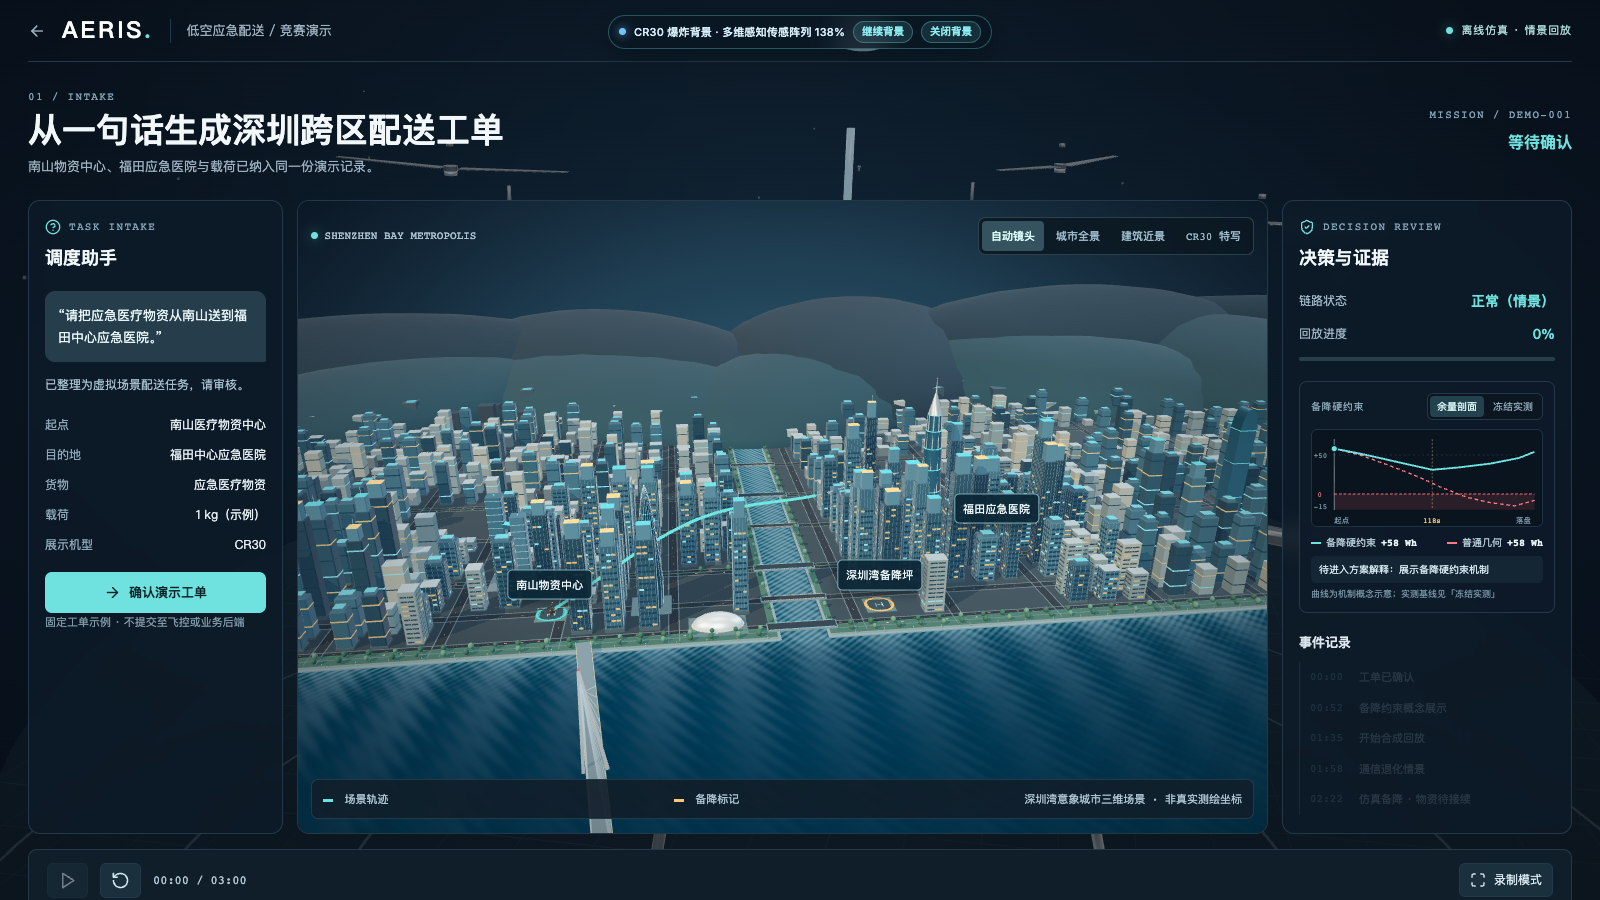 AERIS.
低空应急配送 / 竞赛演示
CR30 爆炸背景 · 多维感知传感阵列 138%
继续背景
关闭背景
离线仿真 · 情景回放
01 / INTAKE
从一句话生成深圳跨区配送工单
南山物资中心、福田应急医院与载荷已纳入同一份演示记录。
MISSION / DEMO-001
等待确认
TASK INTAKE
调度助手
“请把应急医疗物资从南山送到福
田中心应急医院。”
已整理为虚拟场景配送任务，请审核。
起点 南山医疗物资中心
目的地 福田中心应急医院
货物 应急医疗物资
载荷 1 kg（示例）
展示机型 CR30
确认演示工单
固定工单示例 · 不提交至飞控或业务后端
SHENZHEN BAY METROPOLIS
自动镜头 城市全景 建筑近景 CR30 特写
福田应急医院
深圳湾备降坪
南山物资中心
场景轨迹
备降标记
深圳湾意象城市三维场景 · 非真实测绘坐标
DECISION REVIEW
决策与证据
链路状态 正常（情景）
回放进度 0%
备降硬约束
余量剖面 冻结实测
+50
0
-15
起点 118s 落盘
备降硬约束 +58 Wh
普通几何 +58 Wh
待进入方案解释：展示备降硬约束机制
曲线为机制概念示意；实测基线见「冻结实测」
事件记录
00:00 工单已确认
00:52 备降约束概念展示
01:35 开始合成回放
01:58 通信退化情景
02:22 仿真备降 · 物资待接续
00:00 / 03:00
录制模式